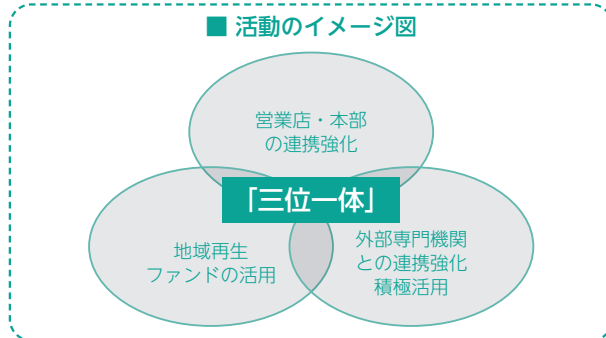 ■ 活動のイメージ図
営業店・本部
の連携強化
「三位一体」
地域再生
ファンドの活用
外部専門機関
との連携強化
積極活用